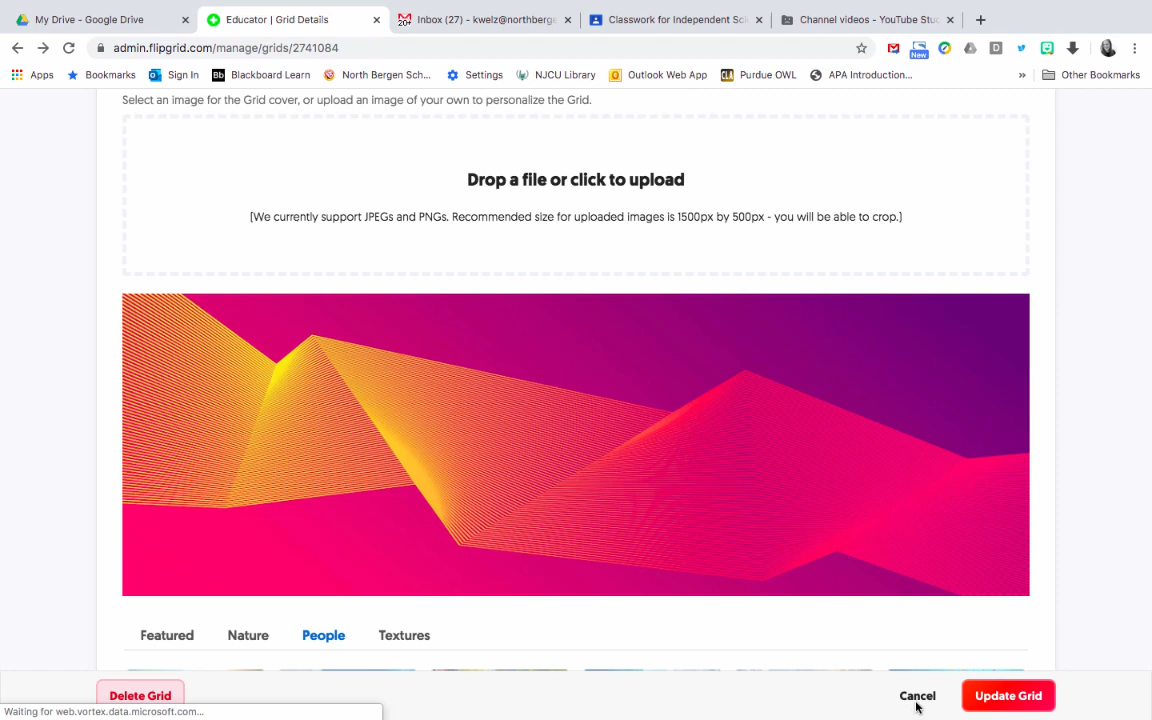 My Drive - Google Drive
Educator | Grid Details
Inbox (27) - kwelz@northberge
Classwork for Independent Sci
Channel videos - YouTube Stu
admin.flipgrid.com/manage/grids/2741084
New
Apps
Bookmarks
Sign In
Blackboard Learn
North Bergen Sch...
Settings
NJCU Library
Outlook Web App
Purdue OWL
APA Introduction...
Other Bookmarks
Select an image for the Grid cover, or upload an image of your own to personalize the Grid.
Drop a file or click to upload
[We currently support JPEGs and PNGs. Recommended size for uploaded images is 1500px by 500px - you will be able to crop.]
Featured
Nature
People
Textures
Delete Grid
Cancel
Update Grid
Waiting for web.vortex.data.microsoft.com...